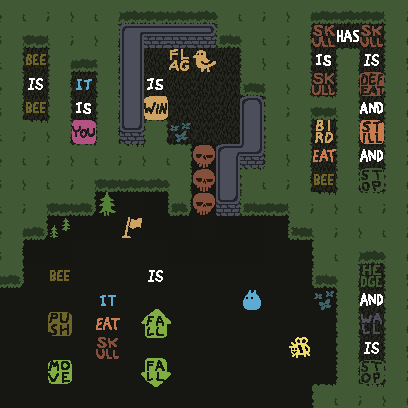 SKULL HAS SKULL
BEE FLAG
IS IT IS IS IS
SKULL DEFEAT
BEE IS WIN AND
YOU BIRD STILL
EAT AND
BEE STOP
BEE IS HEDGE
IT AND
PUSH EAT FALL WALL
SKULL IS
MOVE FALL STOP